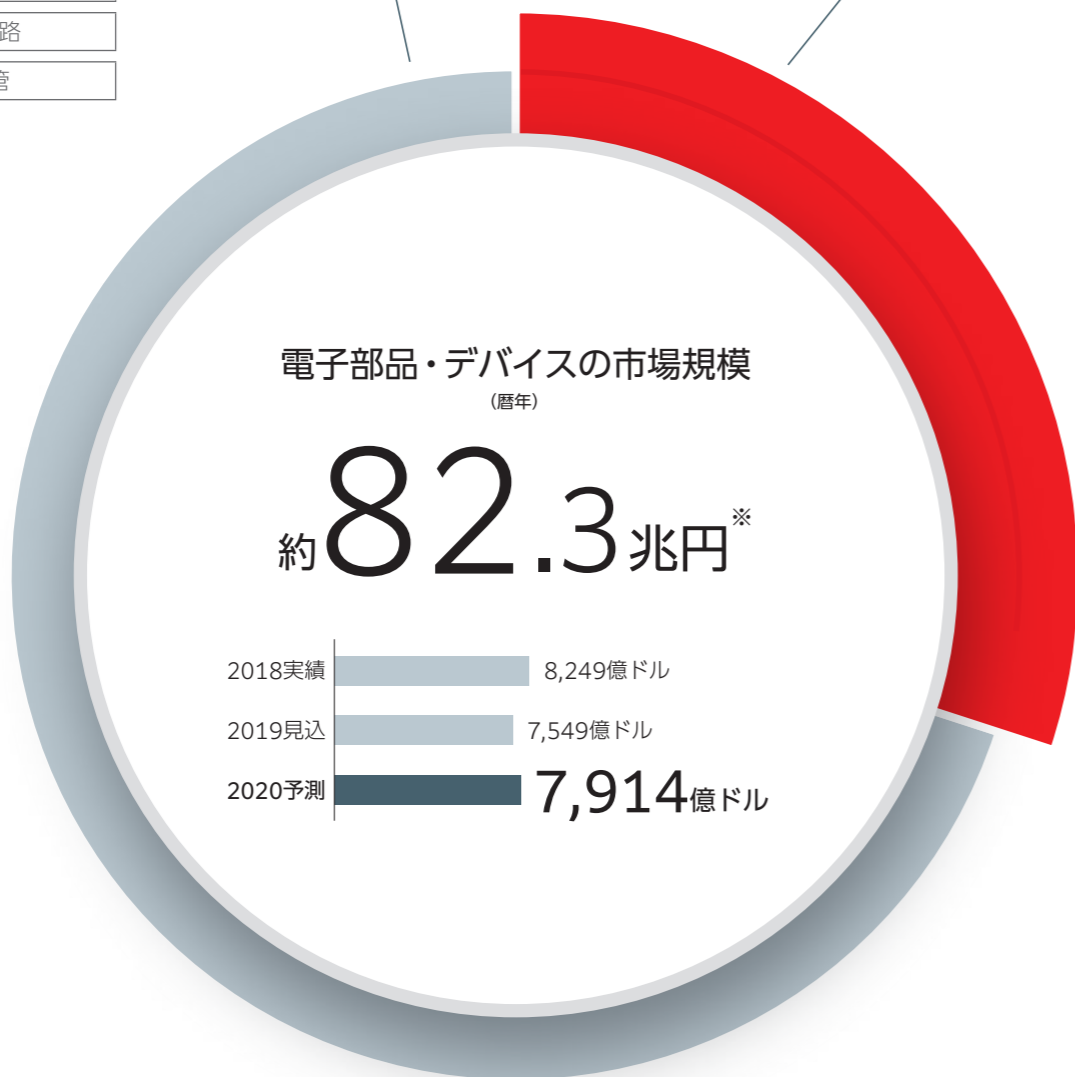 路
管
電子部品・デバイスの市場規模
(暦年)
約82.3兆円※
2018実績 8,249億ドル
2019見込 7,549億ドル
2020予測 7,914億ドル